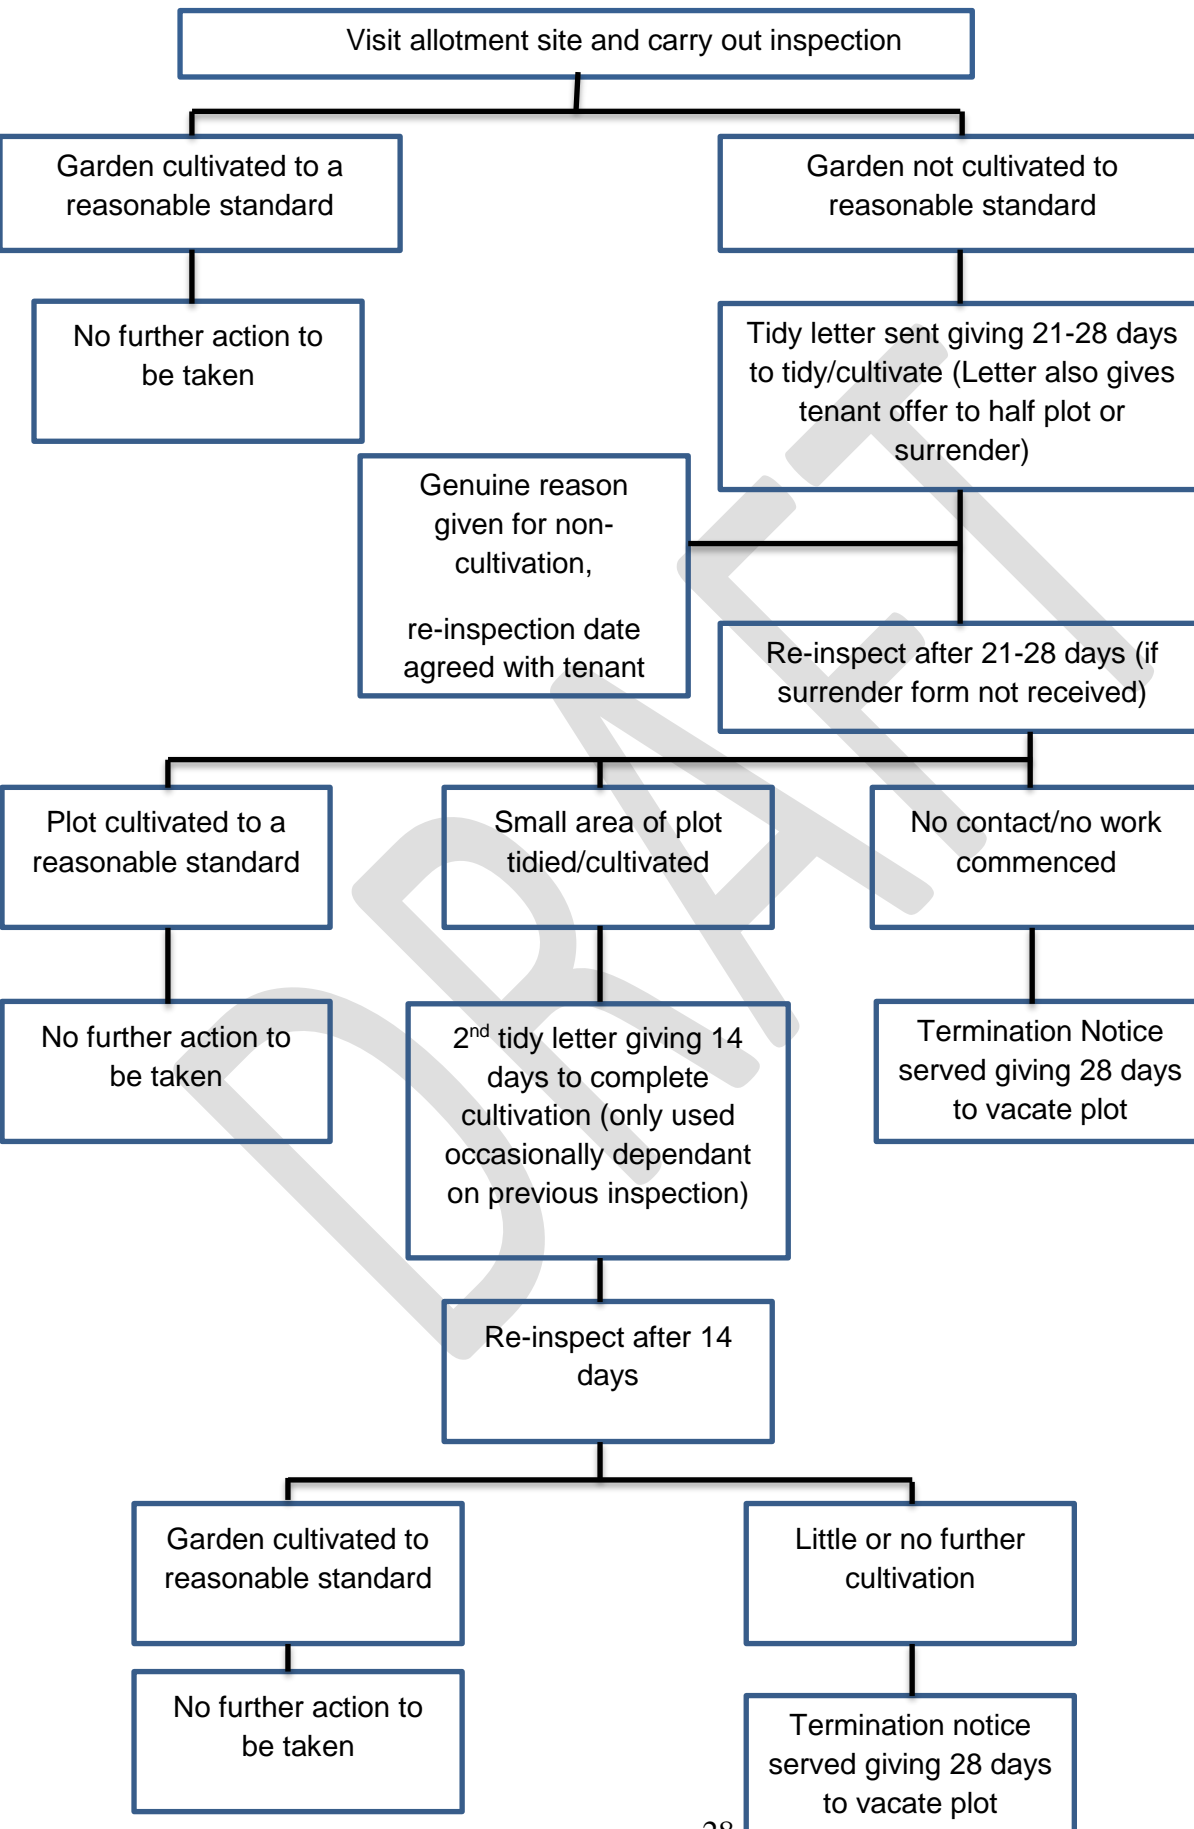 Visit allotment site and carry out inspection
Garden cultivated to a
reasonable standard
Garden not cultivated to
reasonable standard
No further action to
be taken
Tidy letter sent giving 21-28 days
to tidy/cultivate (Letter also gives
tenant offer to half plot or
surrender)
Genuine reason
given for non-
cultivation,
re-inspection date
agreed with tenant
Re-inspect after 21-28 days (if
surrender form not received)
Plot cultivated to a
reasonable standard
Small area of plot
tidied/cultivated
No contact/no work
commenced
No further action to
be taken
2nd tidy letter giving 14
days to complete
cultivation (only used
occasionally dependant
on previous inspection)
Termination Notice
served giving 28 days
to vacate plot
Re-inspect after 14
days
Garden cultivated to
reasonable standard
Little or no further
cultivation
No further action to
be taken
Termination notice
served giving 28 days
to vacate plot
28
DRAFT